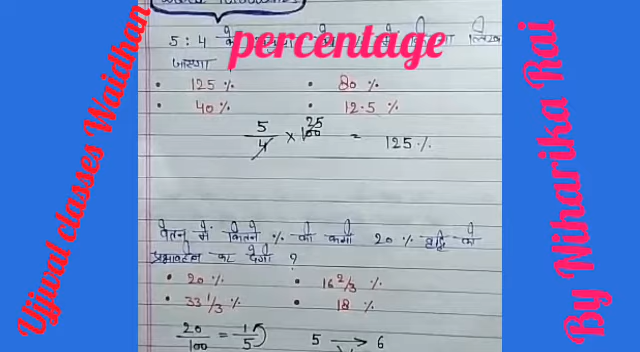 percentage
Ujjwal classes Waidhan
By Niharika Rai
5 : 4 को
जाएगा
125 % 80 %
40 % 12.5 %
5/4 × 100 25 = 125 %
वेतन में कितने % की कमी 20 % वृद्धि को
प्रभावहीन कर देगी ?
20 % 16 2/3 %
33 1/3 % 18 %
20/100 = 1/5 5 → 6